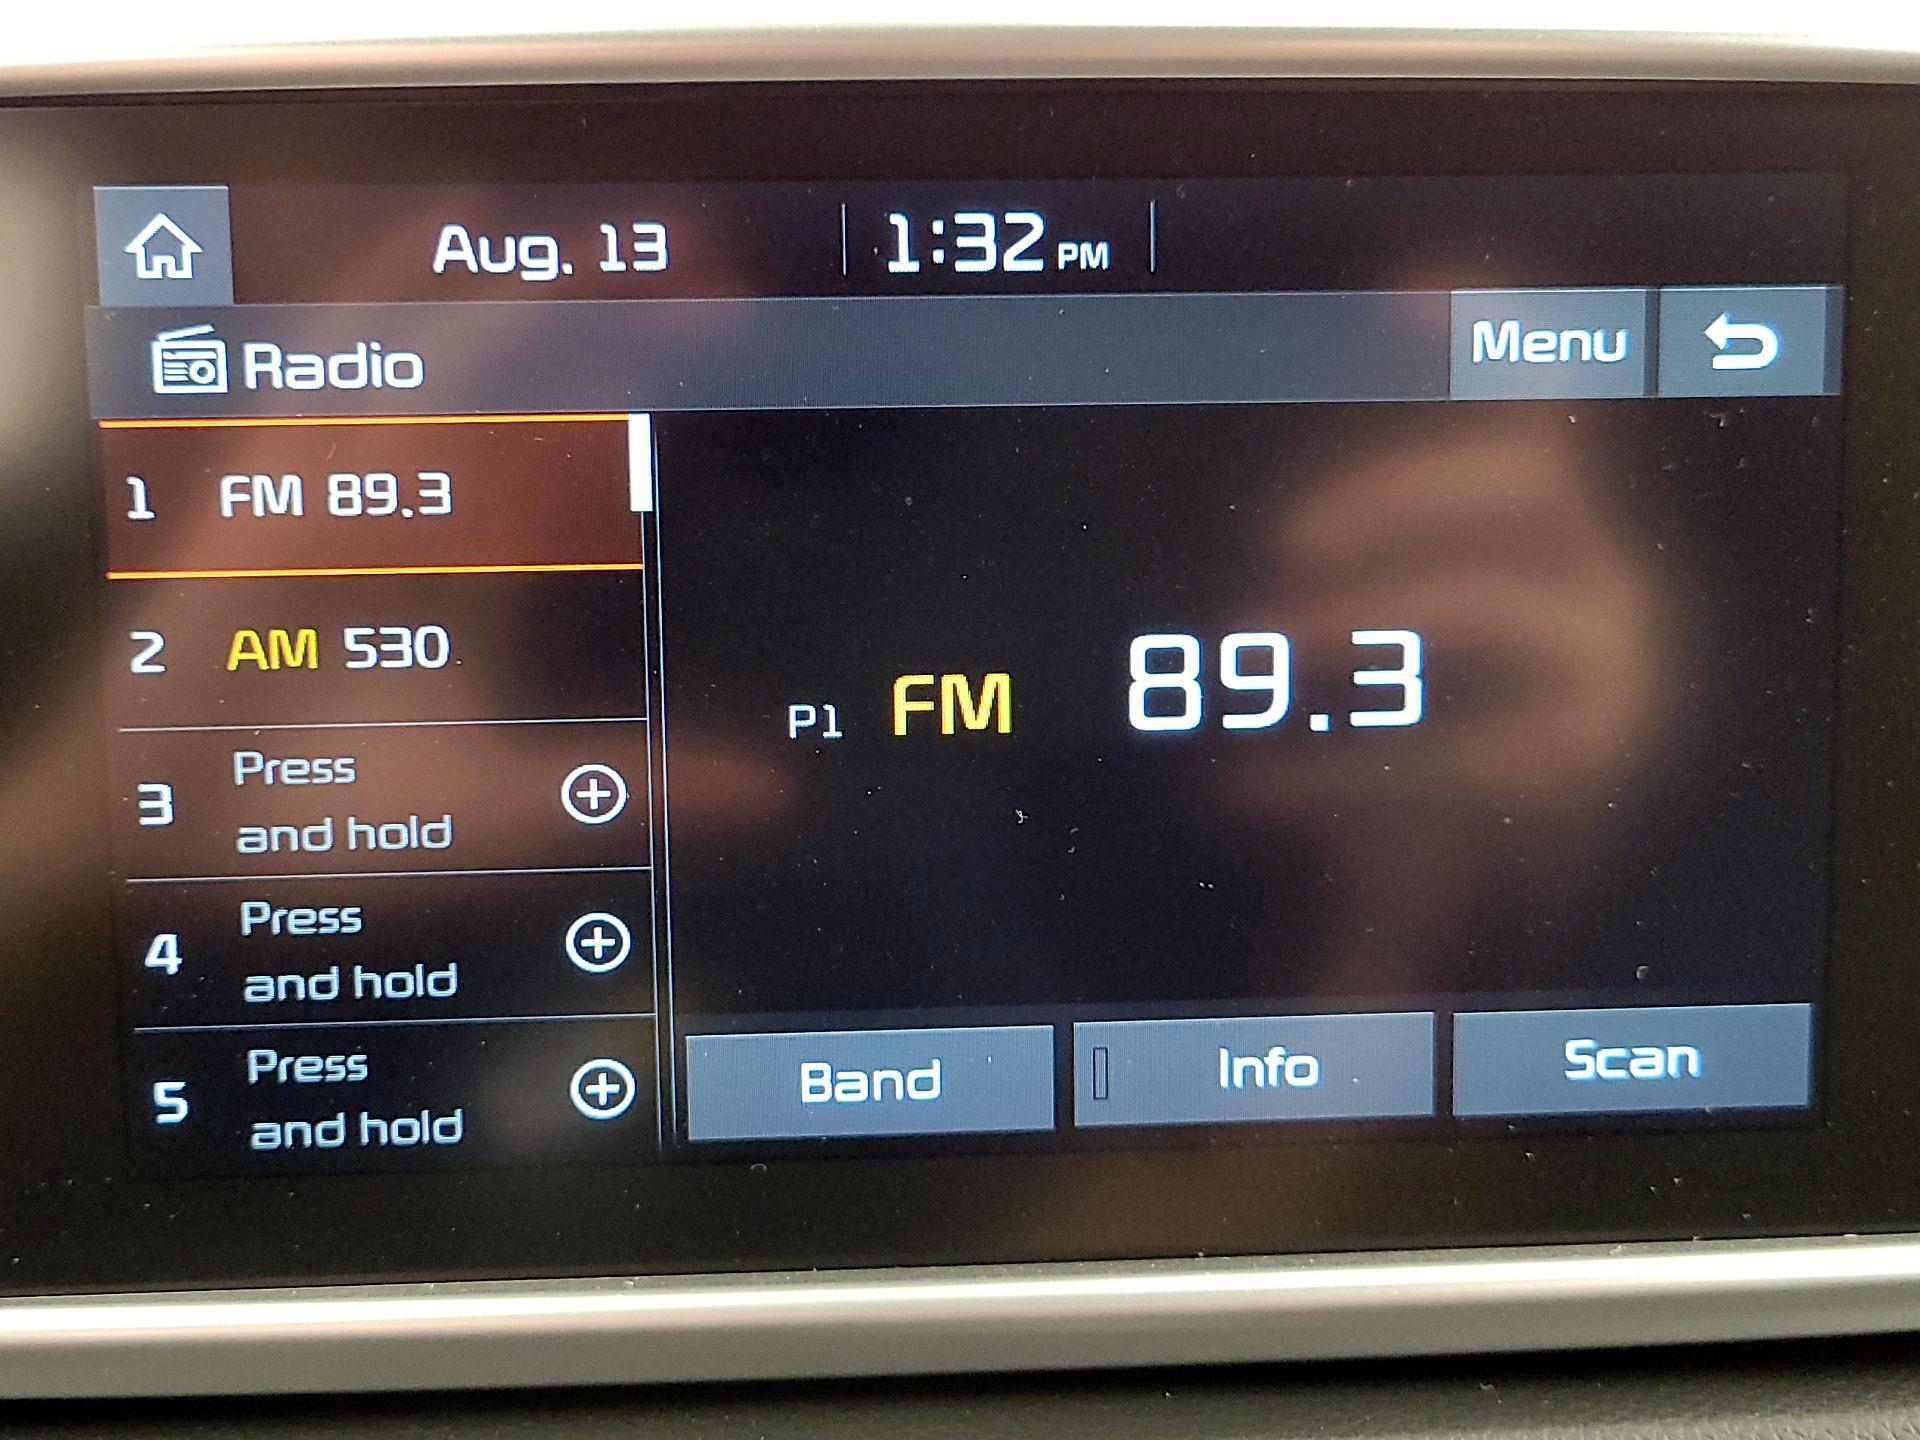 Aug. 13 1:32 PM
Radio
Menu
1 FM 89.3
2 AM 530
3 Press
and hold
4 Press
and hold
5 Press
and hold
P1 FM 89.3
Band
Info
Scan